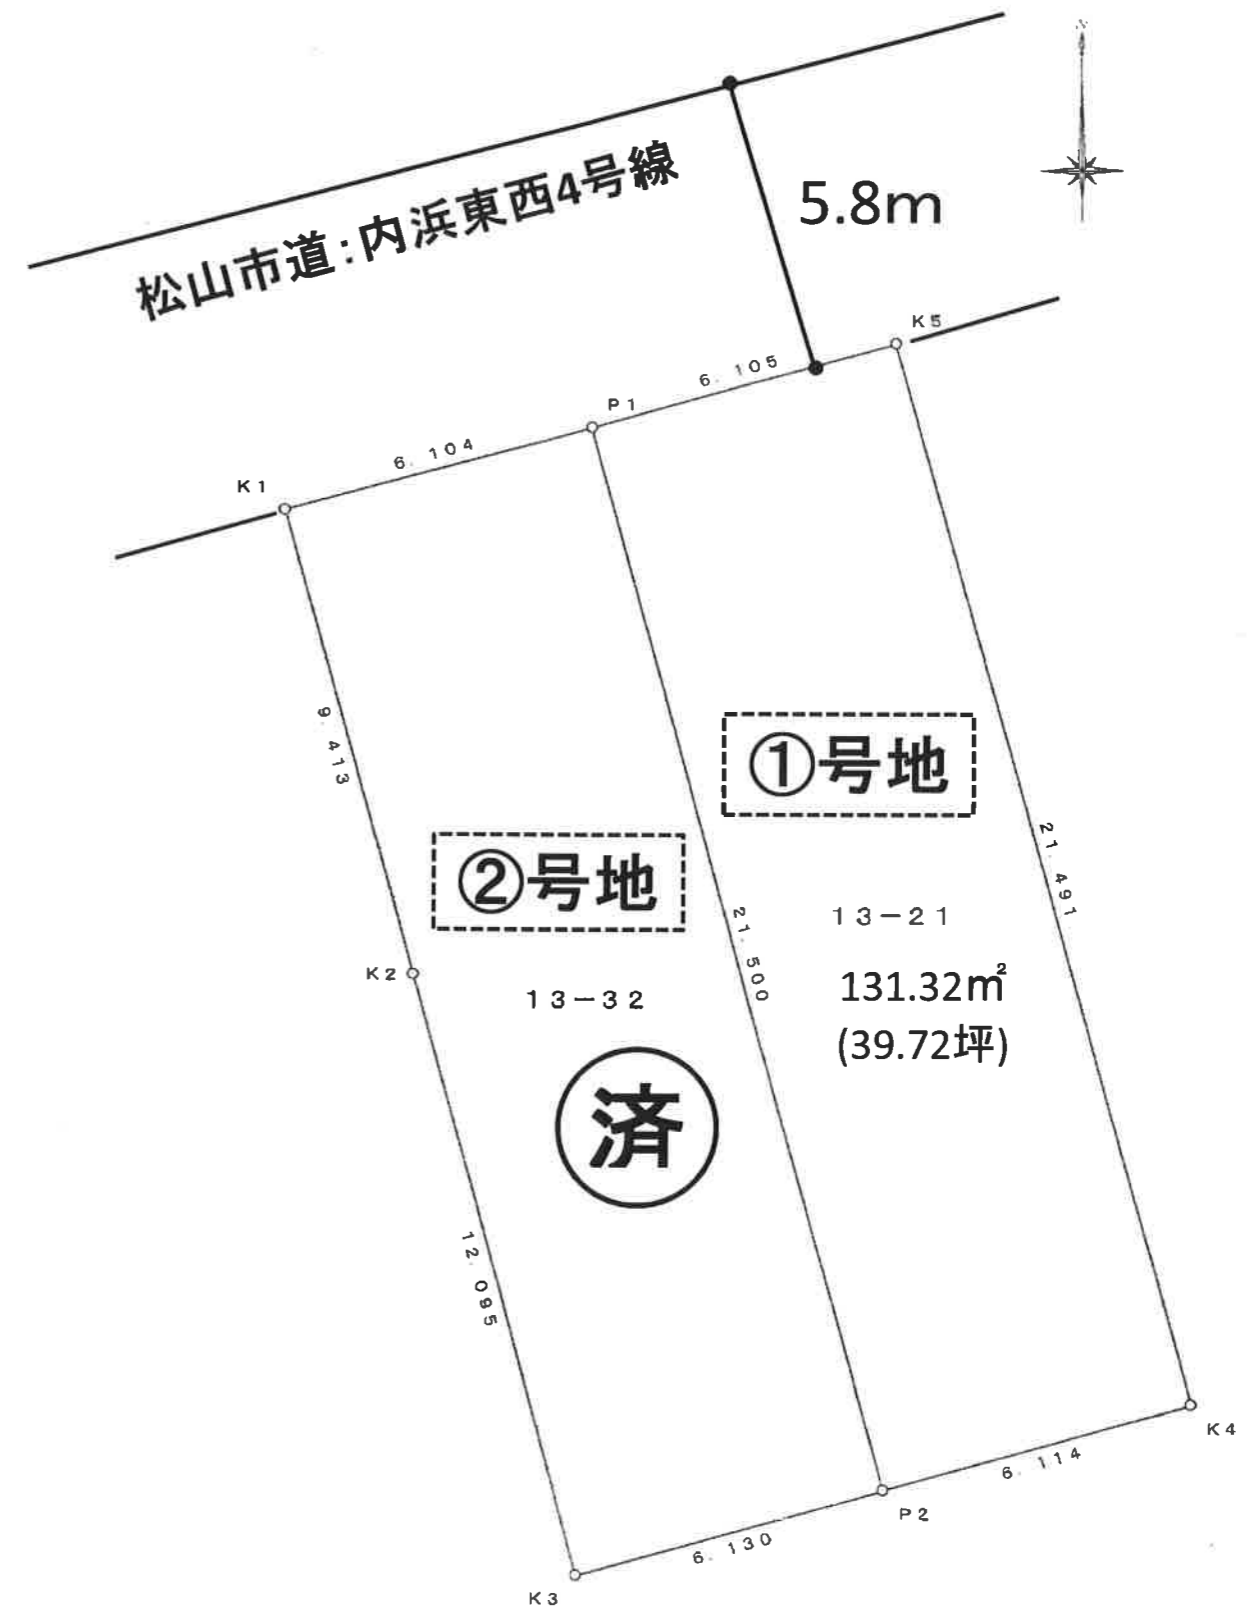 N
松山市道:内浜東西4号線
5.8m
K5
6.105
P1
6.104
K1
9.413
①号地
②号地
21.491
13-21
21.500
131.32㎡
(39.72坪)
K2
13-32
済
12.095
K4
6.114
P2
6.130
K3